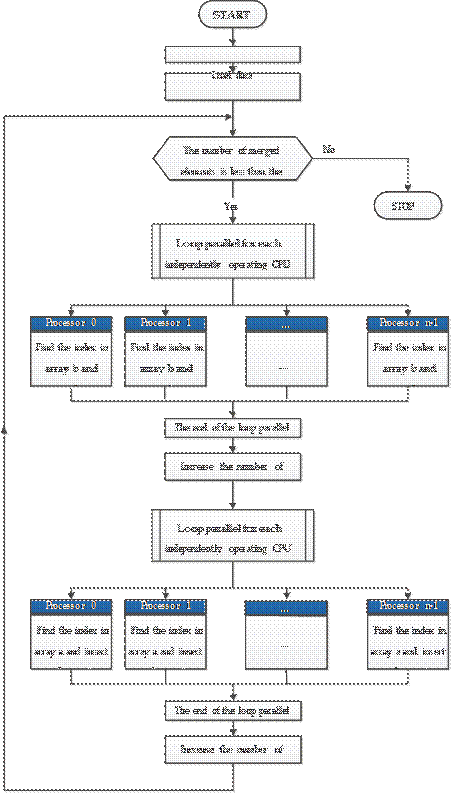 START
The number of merged
elements is less than the
No
STOP
Yes
Loop parallel for each
independently operating CPU
Processor 0
Processor 1
...
Processor n-1
Find the index in
array b and
Find the index in
array b and
....
Find the index in
array b and
The end of the loop parallel
Increase the number of
Loop parallel for each
independently operating CPU
Processor 0
Processor 1
...
Processor n-1
Find the index in
array a and insert
Find the index in
array a and insert
....
Find the index in
array a and insert
The end of the loop parallel
Increase the number of